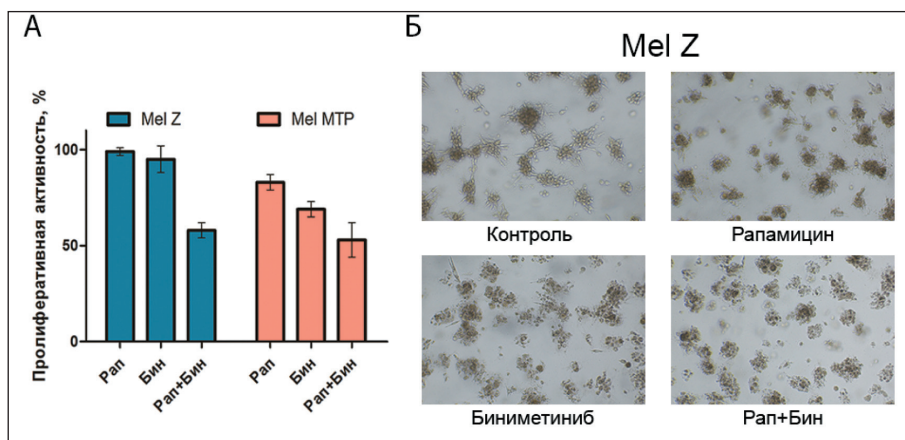 А
Пролиферативная активность, %
Mel Z
Mel MTP
100
50
0
Рап
Бин
Рап+Бин
Рап
Бин
Рап+Бин
Б
Mel Z
Контроль
Рапамицин
Биниметиниб
Рап+Бин